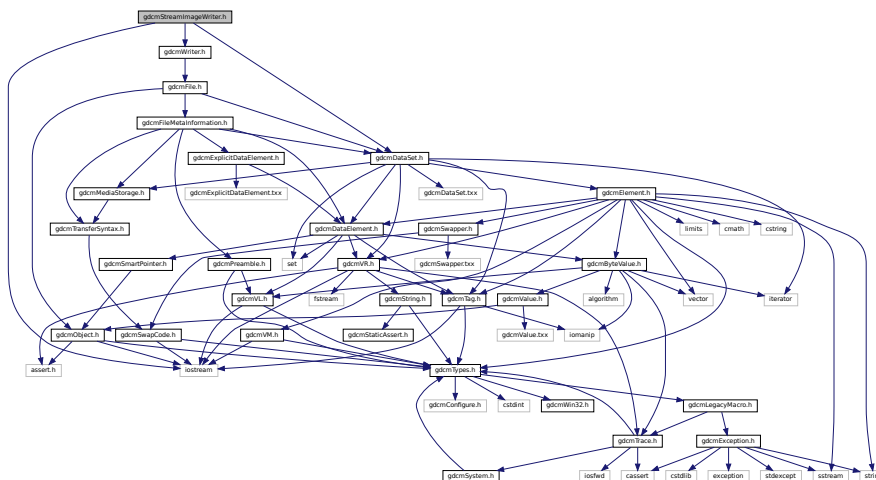 gdcmStreamImageWriter.h
gdcmWriter.h
gdcmFile.h
gdcmFileMetaInformation.h
gdcmExplicitDataElement.h
gdcmDataSet.h
gdcmMediaStorage.h
gdcmExplicitDataElement.txx
gdcmDataSet.txx
gdcmElement.h
gdcmTransferSyntax.h
gdcmDataElement.h
gdcmSwapper.h
limits
cmath
cstring
gdcmSmartPointer.h
gdcmPreamble.h
set
gdcmVR.h
gdcmSwapper.txx
gdcmByteValue.h
gdcmVL.h
fstream
gdcmString.h
gdcmTag.h
gdcmValue.h
algorithm
vector
iterator
gdcmObject.h
gdcmSwapCode.h
gdcmVM.h
gdcmStaticAssert.h
gdcmValue.txx
iomanip
assert.h
iostream
gdcmTypes.h
gdcmConfigure.h
cstdint
gdcmWin32.h
gdcmLegacyMacro.h
gdcmTrace.h
gdcmException.h
gdcmSystem.h
iosfwd
cassert
cstdlib
exception
stdexcept
sstream